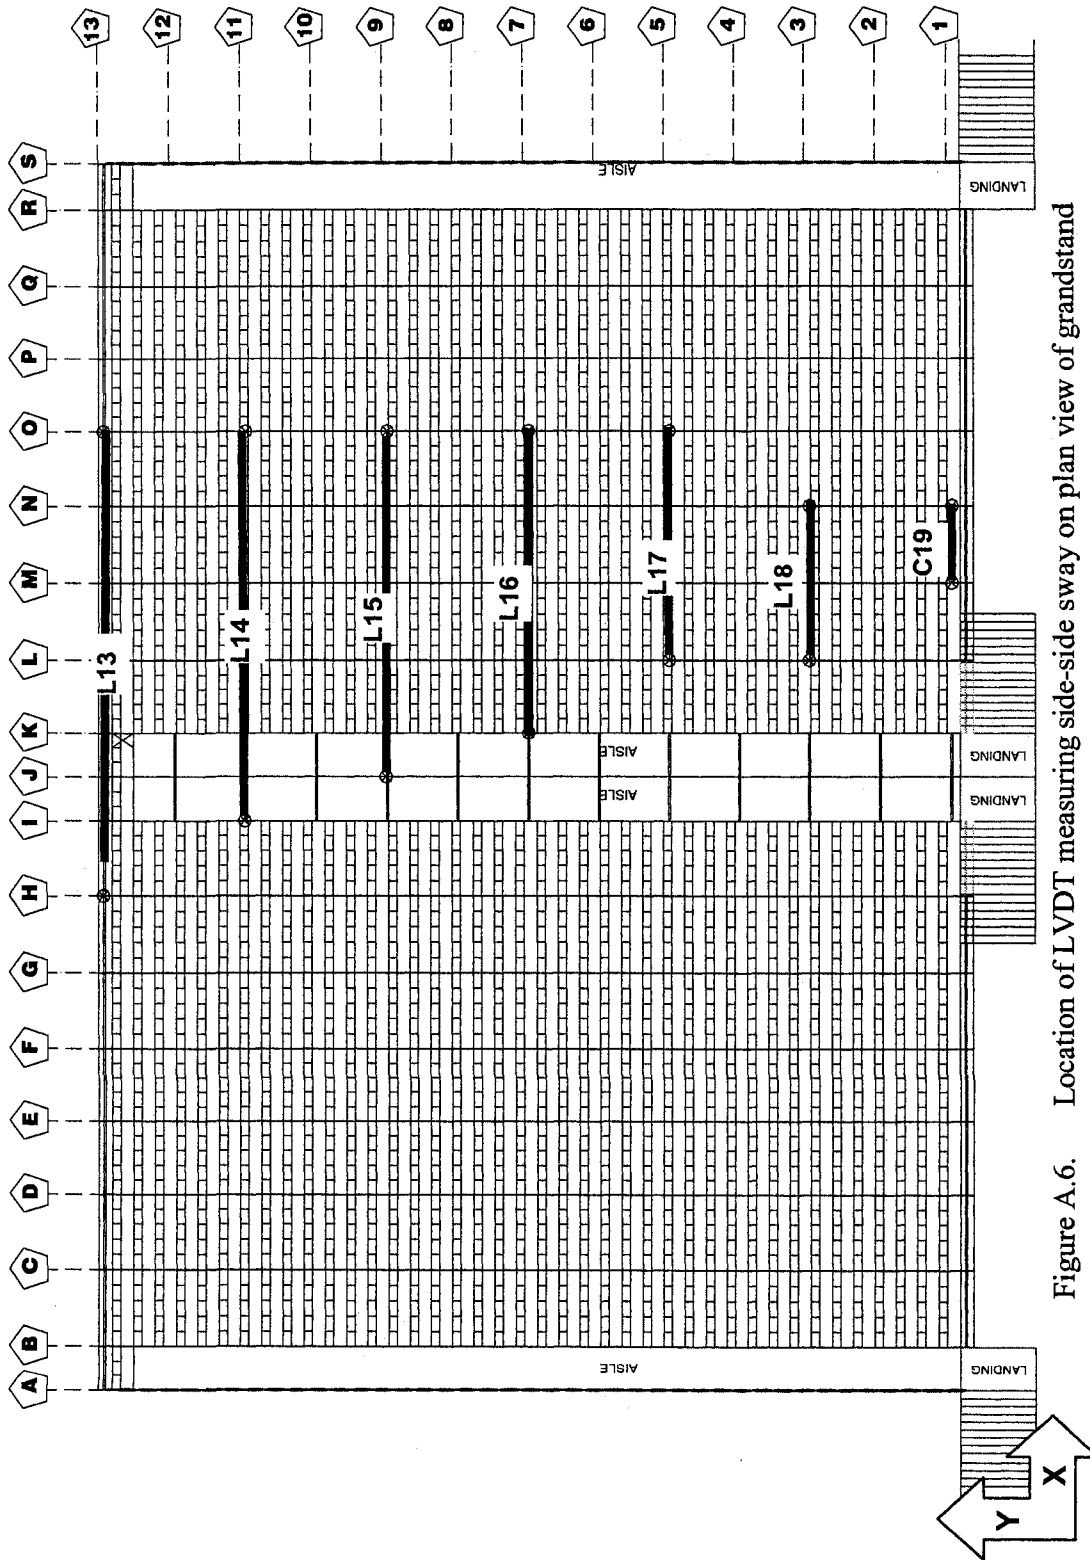 A B C D E F G H I J K L M N O P Q R S
13
12
11
10
9
8
7
6
5
4
3
2
1
L13
L14
L15
L16
L17
L18
C19
AISLE
AISLE
AISLE
AISLE
LANDING
LANDING
LANDING
LANDING
Y
X
Figure A.6. Location of LVDT measuring side-side sway on plan view of grandstand